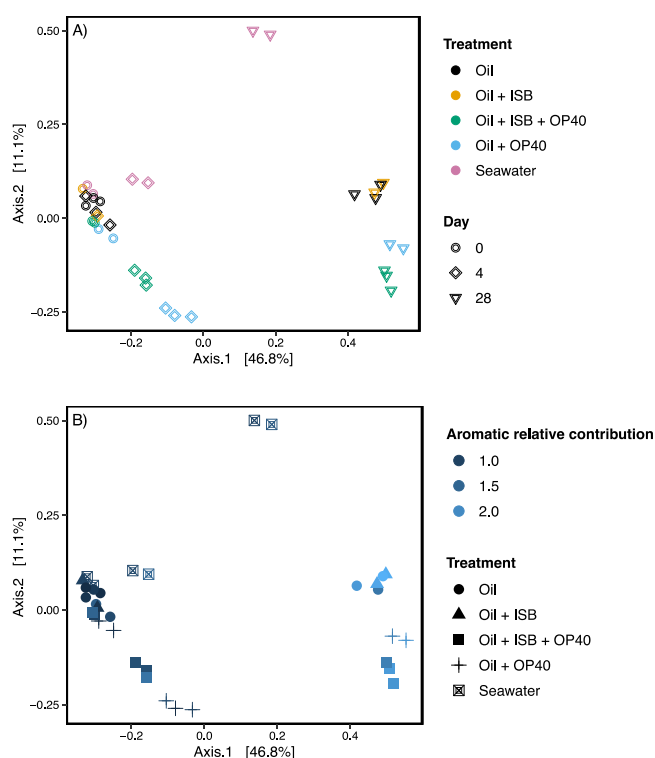 A)
0.50
0.25
0.00
−0.25
Axis.2 [11.1%]
−0.2
0.0
0.2
0.4
Axis.1 [46.8%]
Treatment
Oil
Oil + ISB
Oil + ISB + OP40
Oil + OP40
Seawater
Day
0
4
28
B)
0.50
0.25
0.00
−0.25
Axis.2 [11.1%]
−0.2
0.0
0.2
0.4
Axis.1 [46.8%]
Aromatic relative contribution
1.0
1.5
2.0
Treatment
Oil
Oil + ISB
Oil + ISB + OP40
Oil + OP40
Seawater